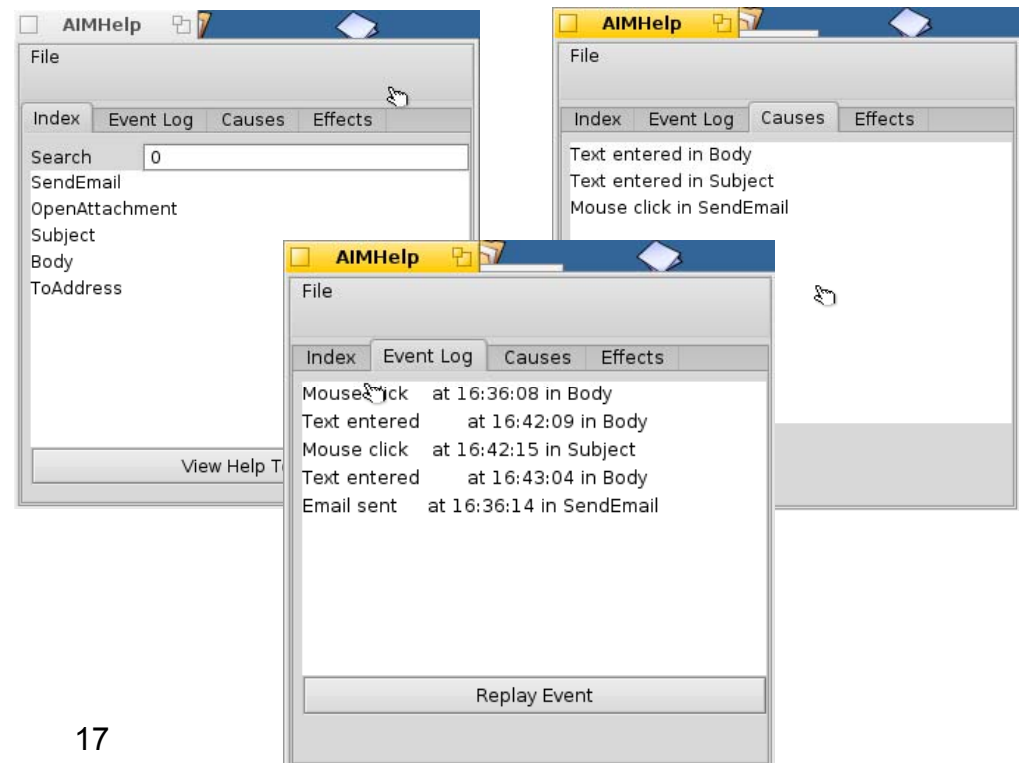 AIMHelp
File
Index Event Log Causes Effects
Search 0
SendEmail
OpenAttachment
Subject
Body
ToAddress
View Help
AIMHelp
File
Index Event Log Causes Effects
Text entered in Body
Text entered in Subject
Mouse click in SendEmail
AIMHelp
File
Index Event Log Causes Effects
Mouse click at 16:36:08 in Body
Text entered at 16:42:09 in Body
Mouse click at 16:42:15 in Subject
Text entered at 16:43:04 in Body
Email sent at 16:36:14 in SendEmail
Replay Event
17